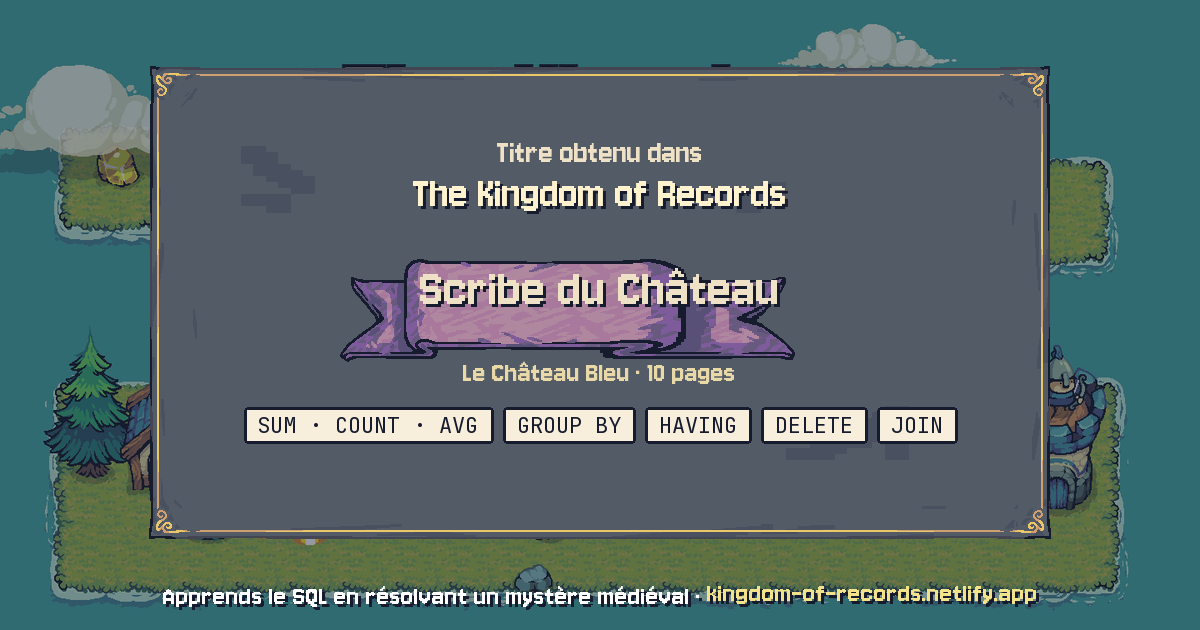 Titre obtenu dans
The Kingdom of Records
Scribe du Château
Le Château Bleu · 10 pages
SUM · COUNT · AVG GROUP BY HAVING DELETE JOIN
Apprends le SQL en résolvant un mystère médiéval · kingdom-of-records.netlify.app